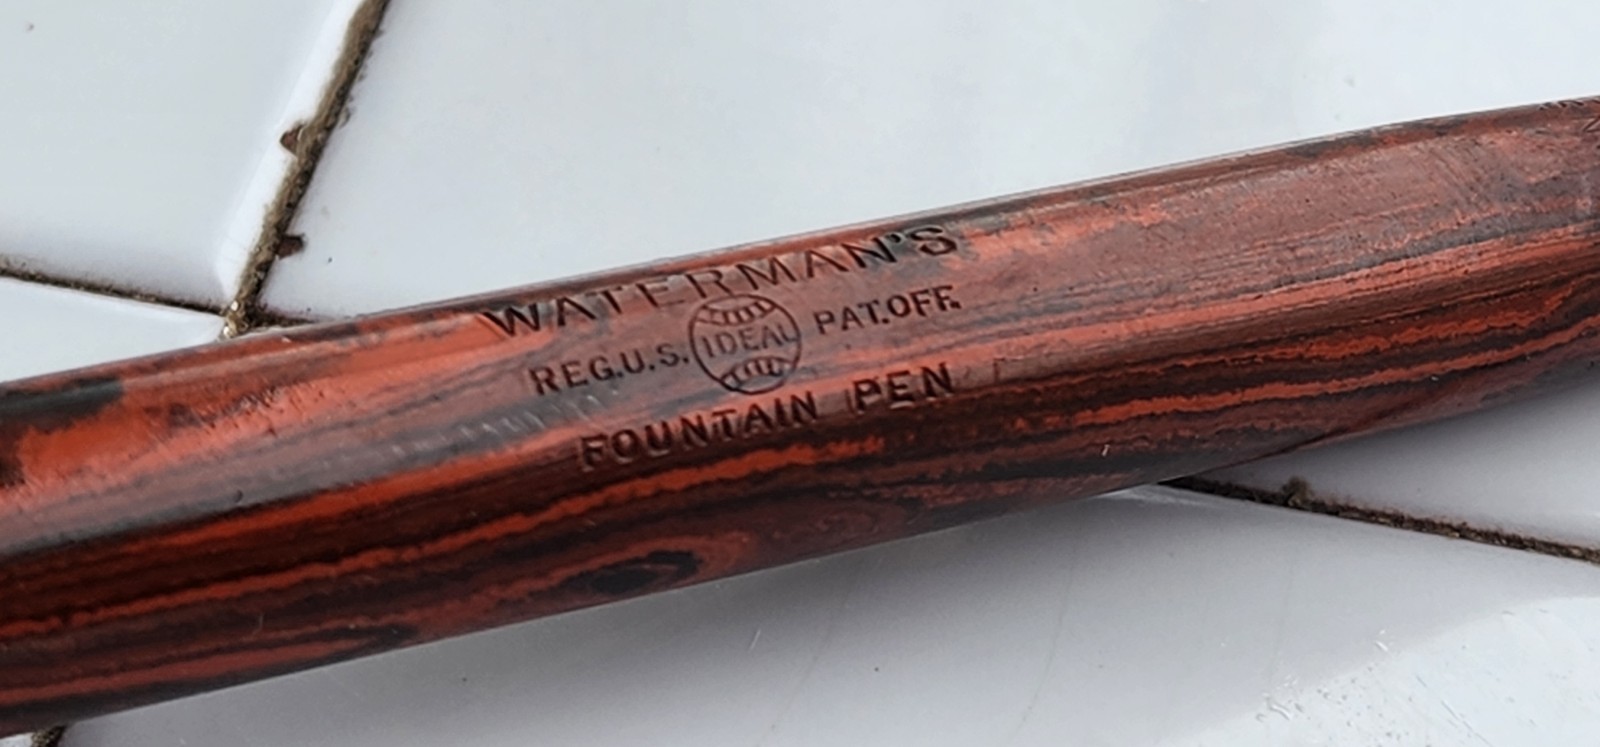 WATERMAN'S
REG.U.S. IDEAL PAT.OFF.
FOUNTAIN PEN